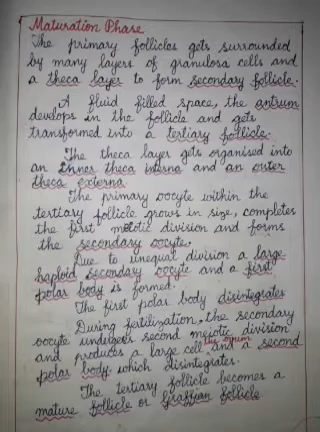 Maturation Phase
The primary follicles gets surrounded
by many layers of granulosa cells and
a theca layer to form secondary follicle.
A fluid filled space, the antrum
develops in the follicle and gets
transformed into a tertiary follicle.
The theca layer gets organised into
an inner theca interna and an outer
theca externa.
The primary oocyte within the
tertiary follicle grows in size, completes
the first meiotic division and forms
the secondary oocyte.
Due to unequal division a large
haploid secondary oocyte and a first
polar body is formed.
The first polar body disintegrates
During fertilization, the secondary
oocyte undergoes second meiotic division
and produces a large cell the ovum and a second
polar body. which disintegrates.
The tertiary follicle becomes a
mature follicle or graffian follicle